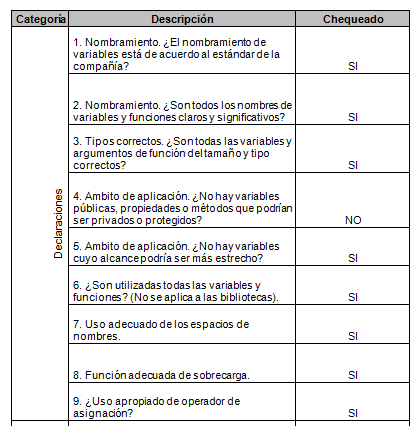 Categoría Descripción Chequeado
Declaraciones
1. Nombramiento. ¿El nombramiento de
variables está de acuerdo al estándar de la
compañía?
SI
2. Nombramiento. ¿Son todos los nombres de
variables y funciones claros y significativos?
SI
3. Tipos correctos. ¿Son todas las variables y
argumentos de función del tamaño y tipo
correctos?
SI
4. Ambito de aplicación. ¿No hay variables
públicas, propiedades o métodos que podrían
ser privados o protegidos?
NO
5. Ambito de aplicación. ¿No hay variables
cuyo alcance podría ser más estrecho?
SI
6. ¿Son utilizadas todas las variables y
funciones? (No se aplica a las bibliotecas).
SI
7. Uso adecuado de los espacios de
nombres.
SI
8. Función adecuada de sobrecarga.
SI
9. ¿Uso apropiado de operador de
asignación?
SI